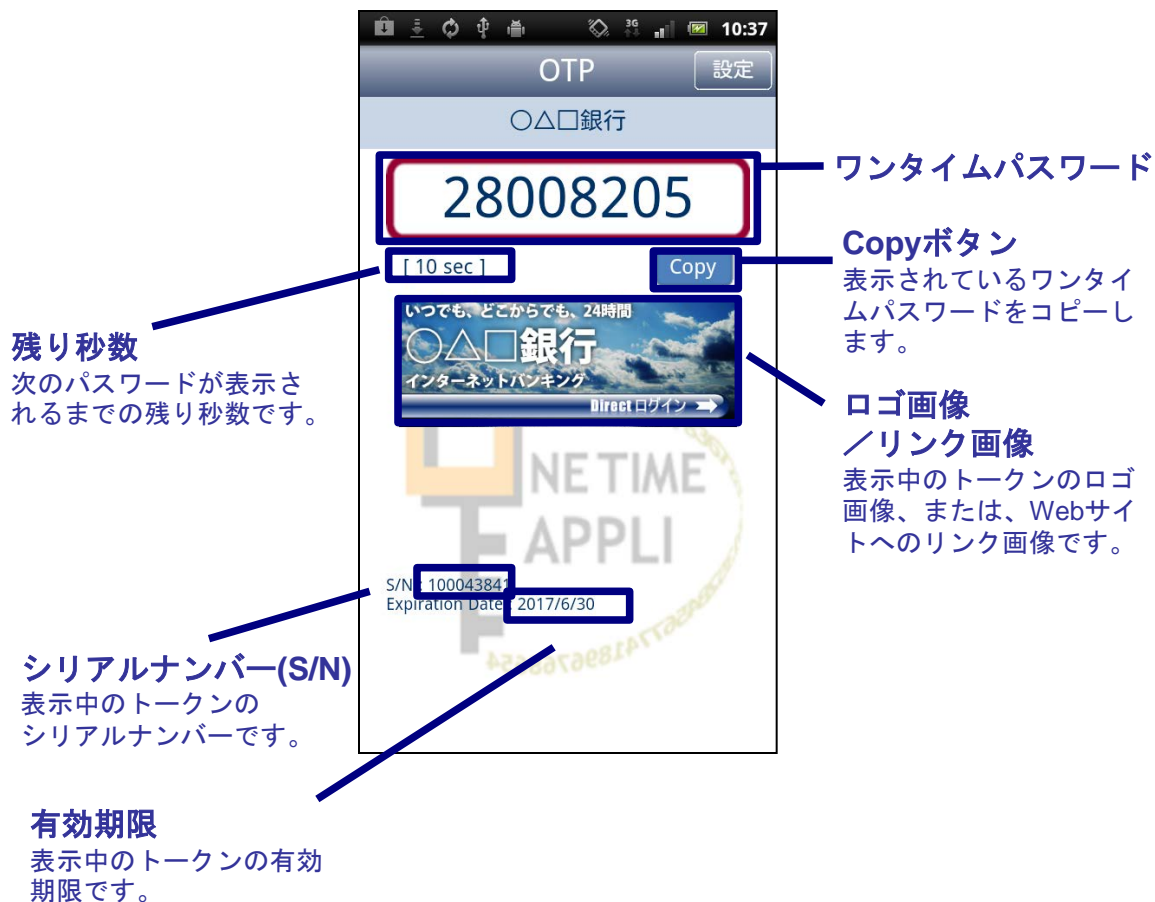 3G 10:37
OTP 設定
〇△□銀行
28008205
[ 10 sec ] Copy
いつでも、どこからでも、24時間
〇△□銀行
インターネットバンキング
Direct ログイン
NE TIME
APPLI
S/N : 100043841
Expiration Date : 2017/6/30
ワンタイムパスワード
Copyボタン
表示されているワンタイ
ムパスワードをコピーし
ます。
ロゴ画像
／リンク画像
表示中のトークンのロゴ
画像、または、Webサイ
トへのリンク画像です。
残り秒数
次のパスワードが表示さ
れるまでの残り秒数です。
シリアルナンバー(S/N)
表示中のトークンの
シリアルナンバーです。
有効期限
表示中のトークンの有効
期限です。